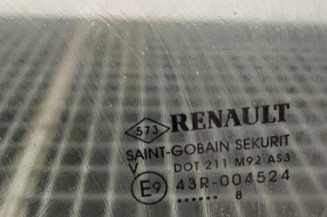 573 RENAULT
SAINT-GOBAIN SEKURIT
V DOT 211 M92 AS3
E9 43R-004524
...... 8